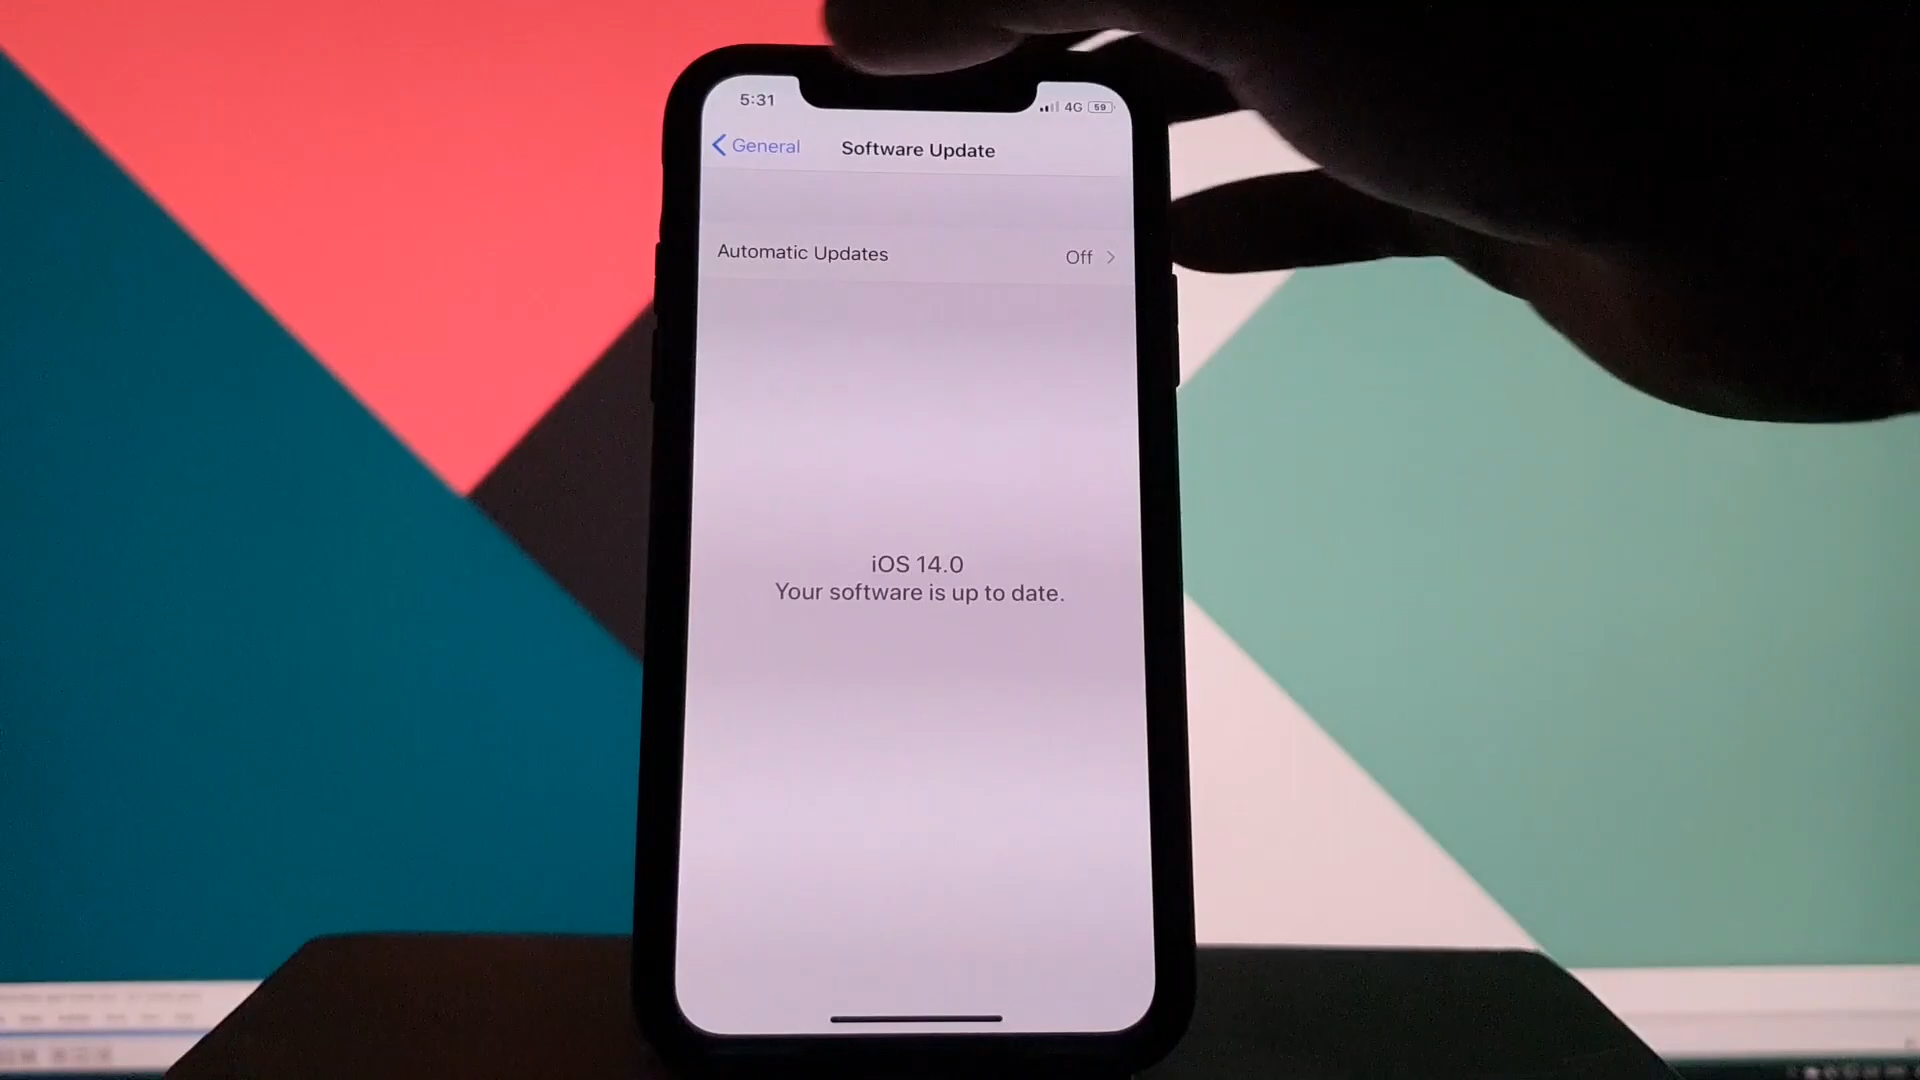 5:31
4G 59
General
Software Update
Automatic Updates
Off
iOS 14.0
Your software is up to date.